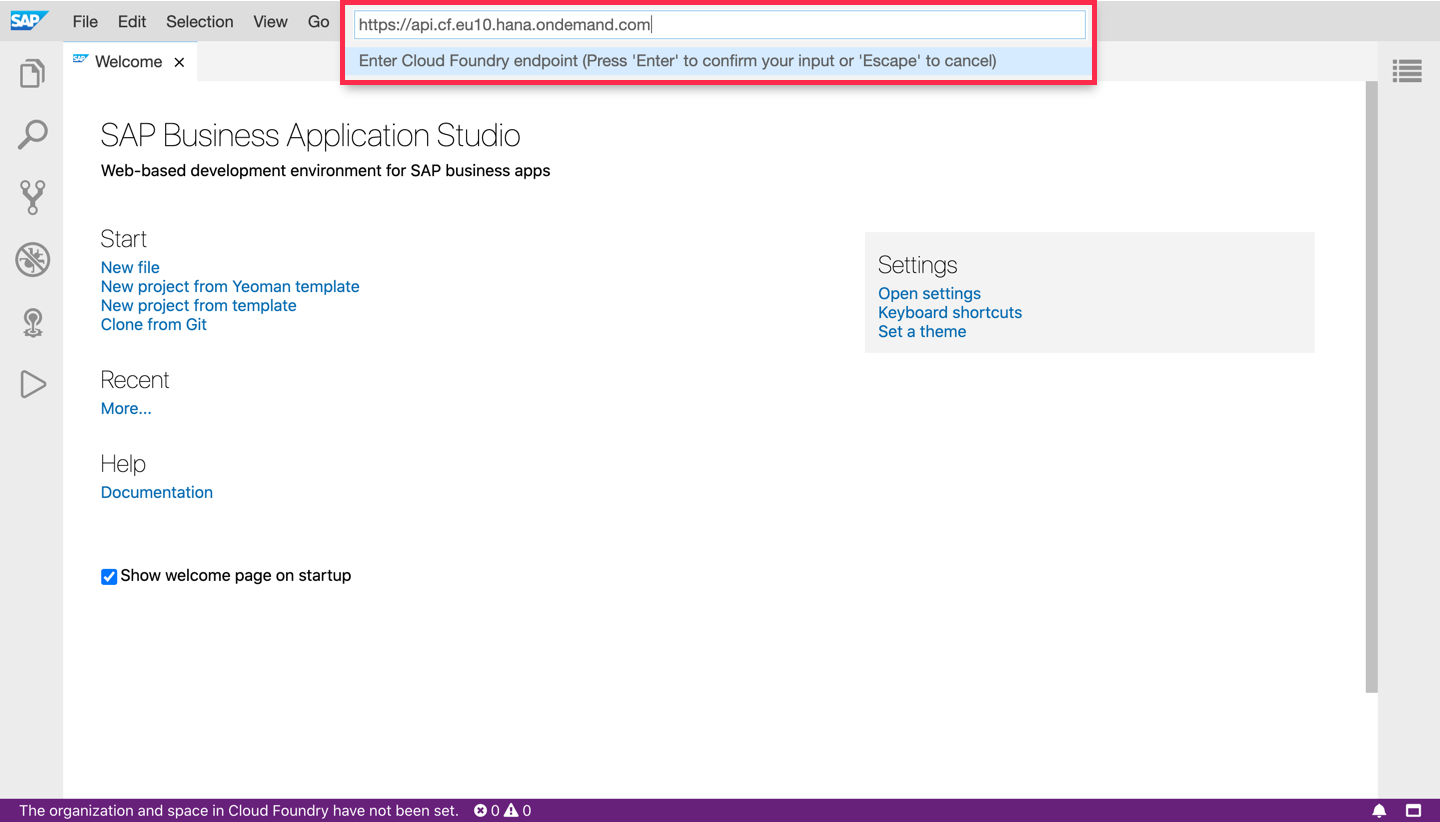 SAP File Edit Selection View Go
https://api.cf.eu10.hana.ondemand.com
Enter Cloud Foundry endpoint (Press 'Enter' to confirm your input or 'Escape' to cancel)
SAP Welcome ×
SAP Business Application Studio
Web-based development environment for SAP business apps
Start
New file
New project from Yeoman template
New project from template
Clone from Git
Recent
More...
Help
Documentation
Show welcome page on startup
Settings
Open settings
Keyboard shortcuts
Set a theme
The organization and space in Cloud Foundry have not been set. 0 0